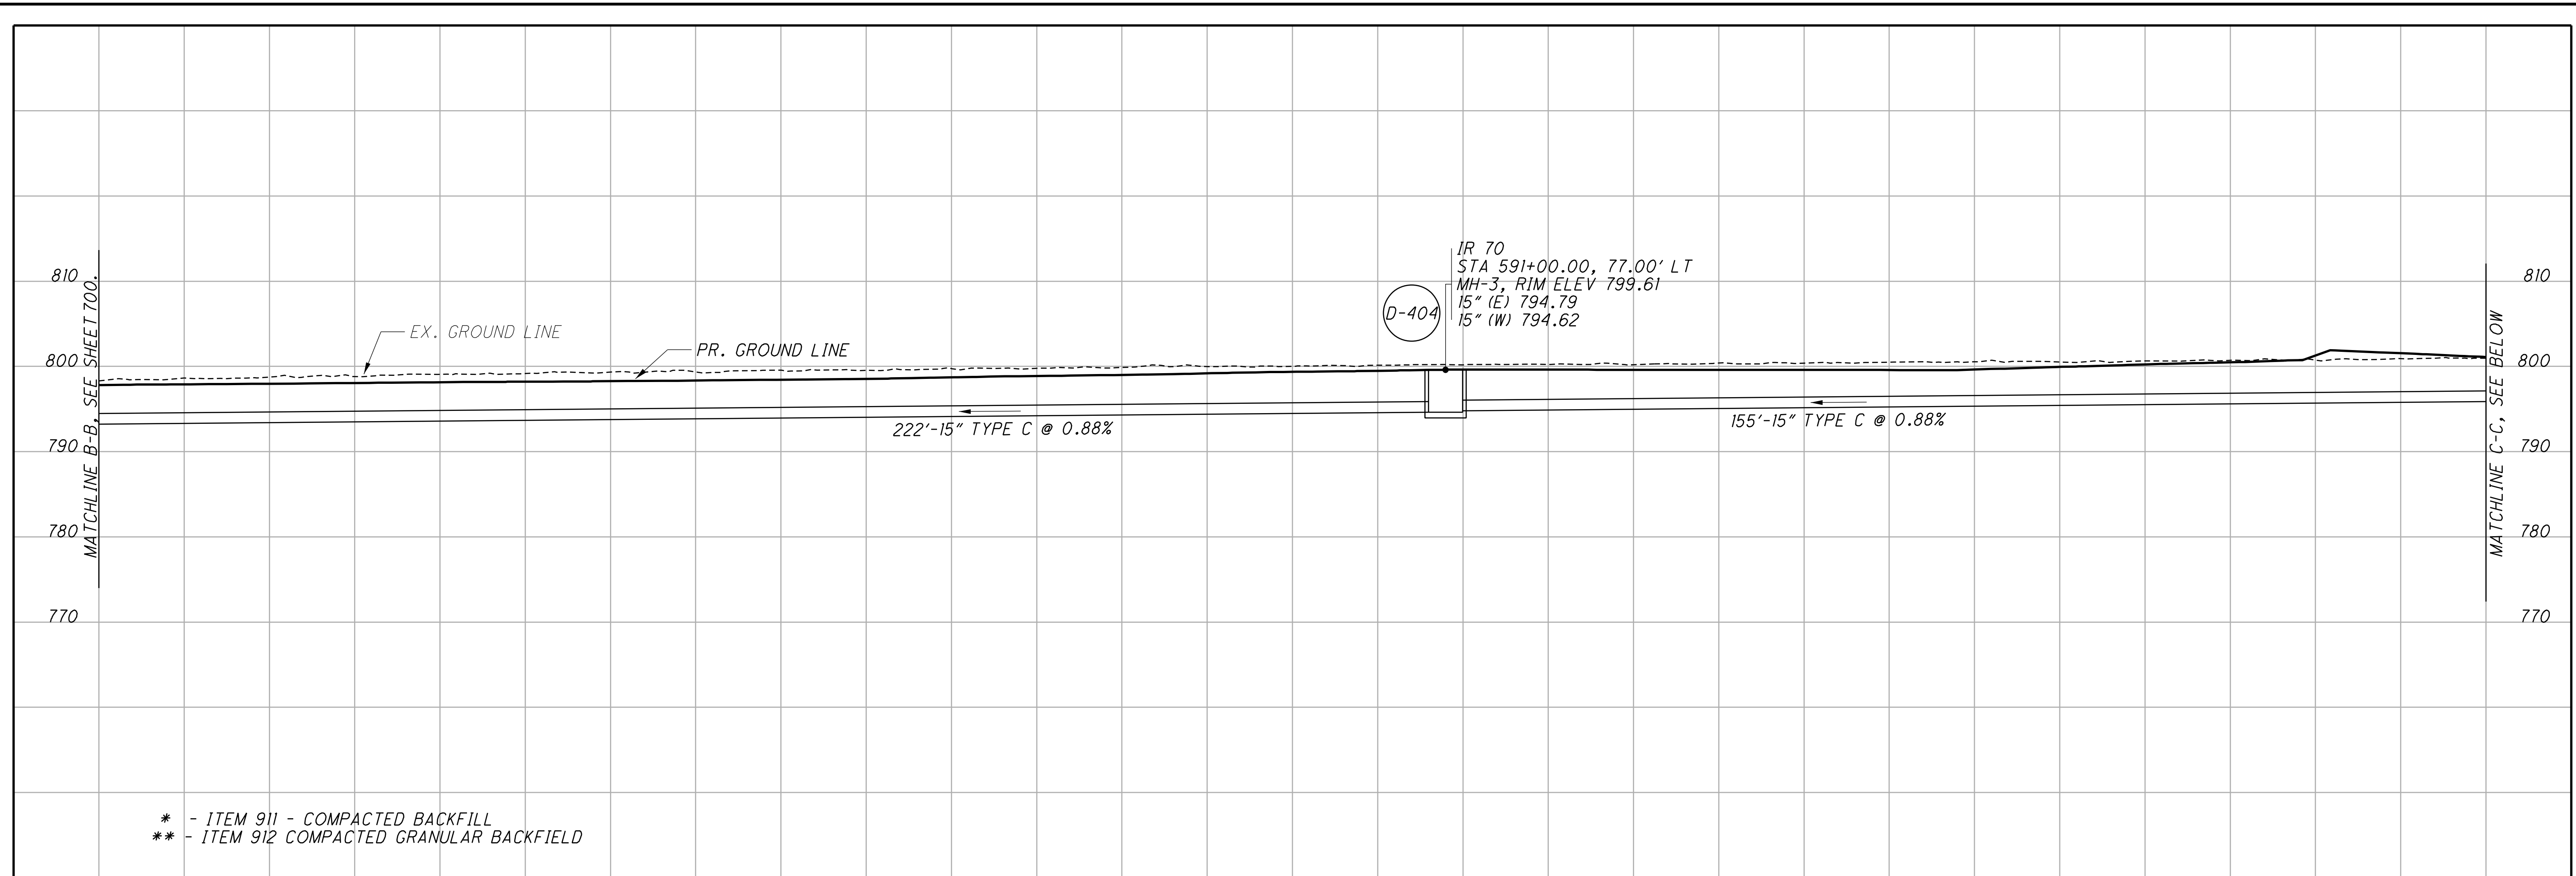 IR 70
STA 591+00.00, 77.00' LT
MH-3, RIM ELEV 799.61
15" (E) 794.79
15" (W) 794.62
D-404
810
800
790
780
770
MATCHLINE B-B, SEE SHEET 700.
EX. GROUND LINE
PR. GROUND LINE
222'-15" TYPE C @ 0.88%
155'-15" TYPE C @ 0.88%
810
800
790
780
770
MATCHLINE C-C, SEE BELOW
* - ITEM 911 - COMPACTED BACKFILL
** - ITEM 912 COMPACTED GRANULAR BACKFIELD